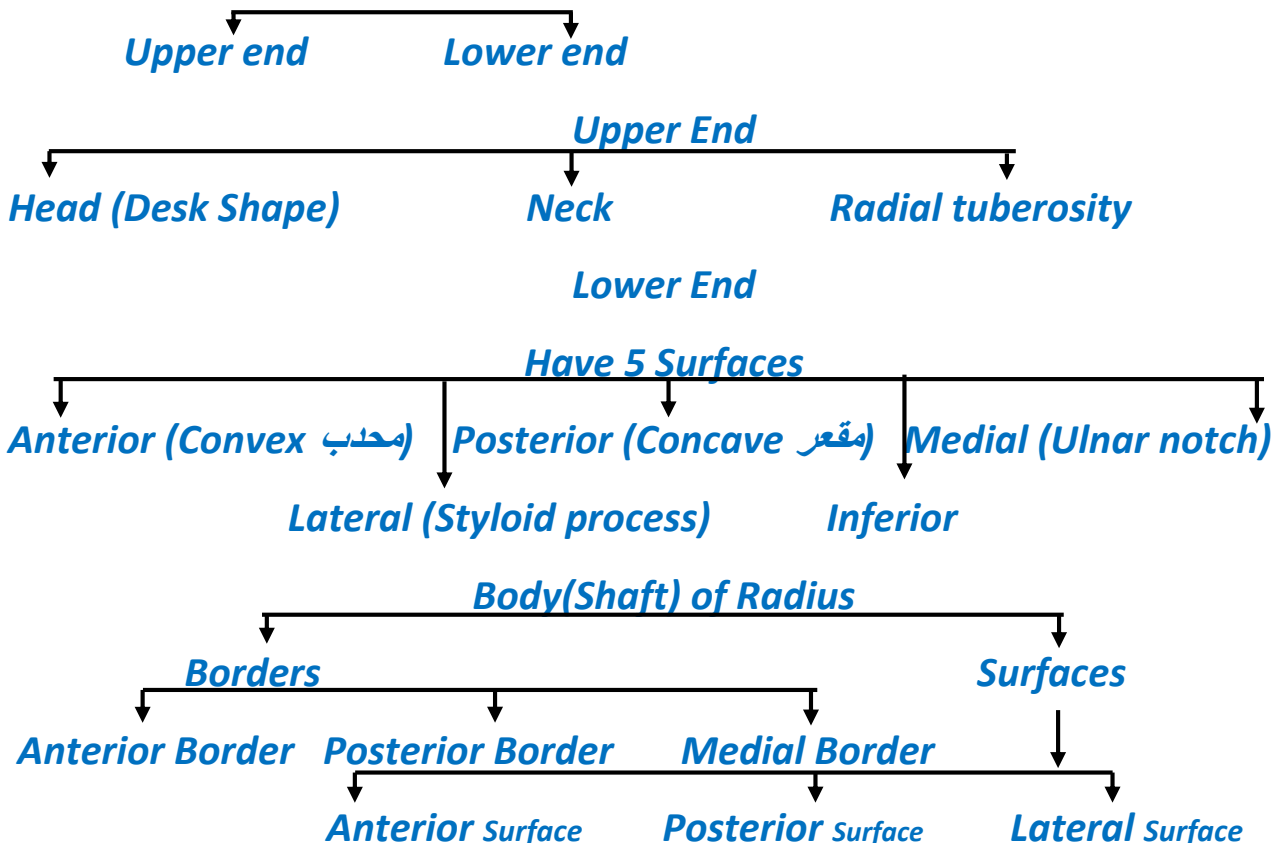 Upper end Lower end
Upper End
Head (Desk Shape) Neck Radial tuberosity
Lower End
Have 5 Surfaces
Anterior (Convex محدب) Posterior (Concave مقعر) Medial (Ulnar notch)
Lateral (Styloid process) Inferior
Body(Shaft) of Radius
Borders Surfaces
Anterior Border Posterior Border Medial Border
Anterior Surface Posterior Surface Lateral Surface